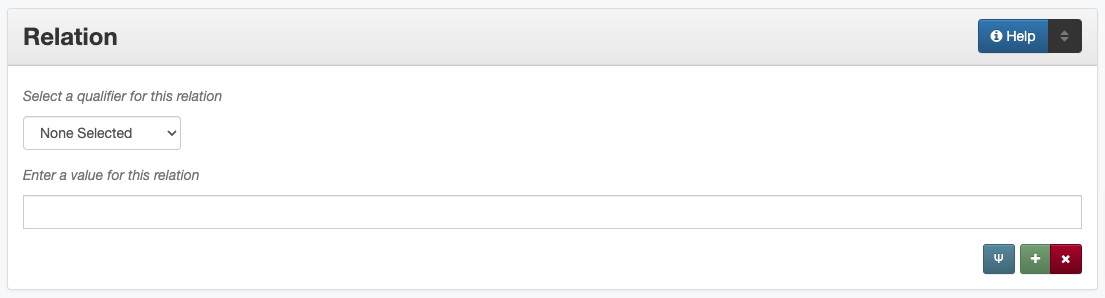 Relation
Help
Select a qualifier for this relation
None Selected
Enter a value for this relation
Ψ